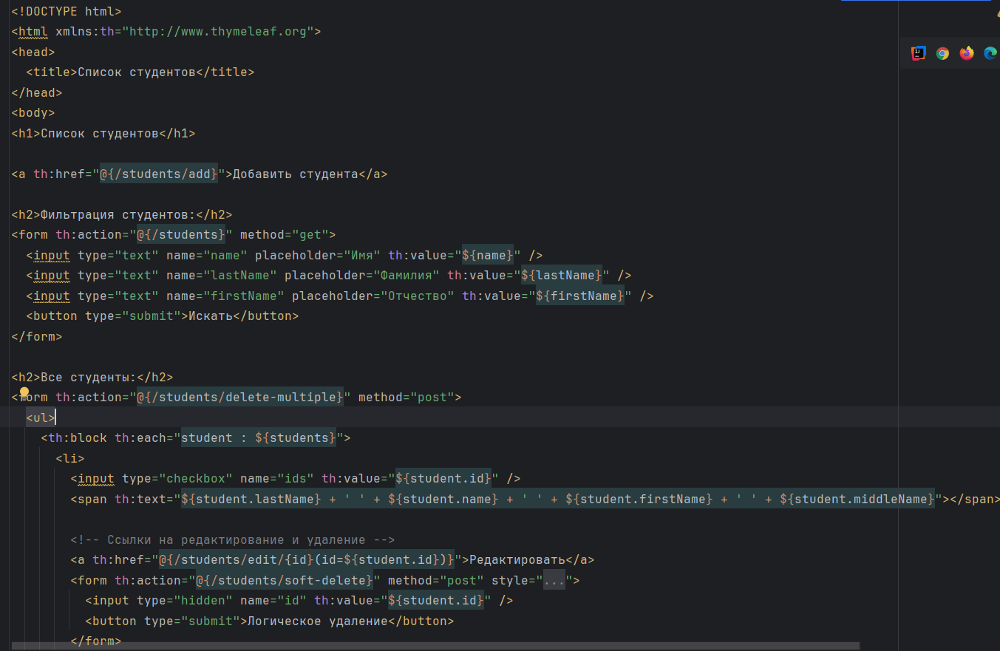 <!DOCTYPE html>
<html xmlns:th="http://www.thymeleaf.org">
<head>
  <title>Список студентов</title>
</head>
<body>
<h1>Список студентов</h1>

<a th:href="@{/students/add}">Добавить студента</a>

<h2>Фильтрация студентов:</h2>
<form th:action="@{/students}" method="get">
  <input type="text" name="name" placeholder="Имя" th:value="${name}" />
  <input type="text" name="lastName" placeholder="Фамилия" th:value="${lastName}" />
  <input type="text" name="firstName" placeholder="Отчество" th:value="${firstName}" />
  <button type="submit">Искать</button>
</form>

<h2>Все студенты:</h2>
<form th:action="@{/students/delete-multiple}" method="post">
  <ul>
    <th:block th:each="student : ${students}">
      <li>
        <input type="checkbox" name="ids" th:value="${student.id}" />
        <span th:text="${student.lastName} + ' ' + ${student.name} + ' ' + ${student.firstName} + ' ' + ${student.middleName}"></span>

        <!-- Ссылки на редактирование и удаление -->
        <a th:href="@{/students/edit/{id}(id=${student.id})}">Редактировать</a>
        <form th:action="@{/students/soft-delete}" method="post" style="...">
          <input type="hidden" name="id" th:value="${student.id}" />
          <button type="submit">Логическое удаление</button>
        </form>